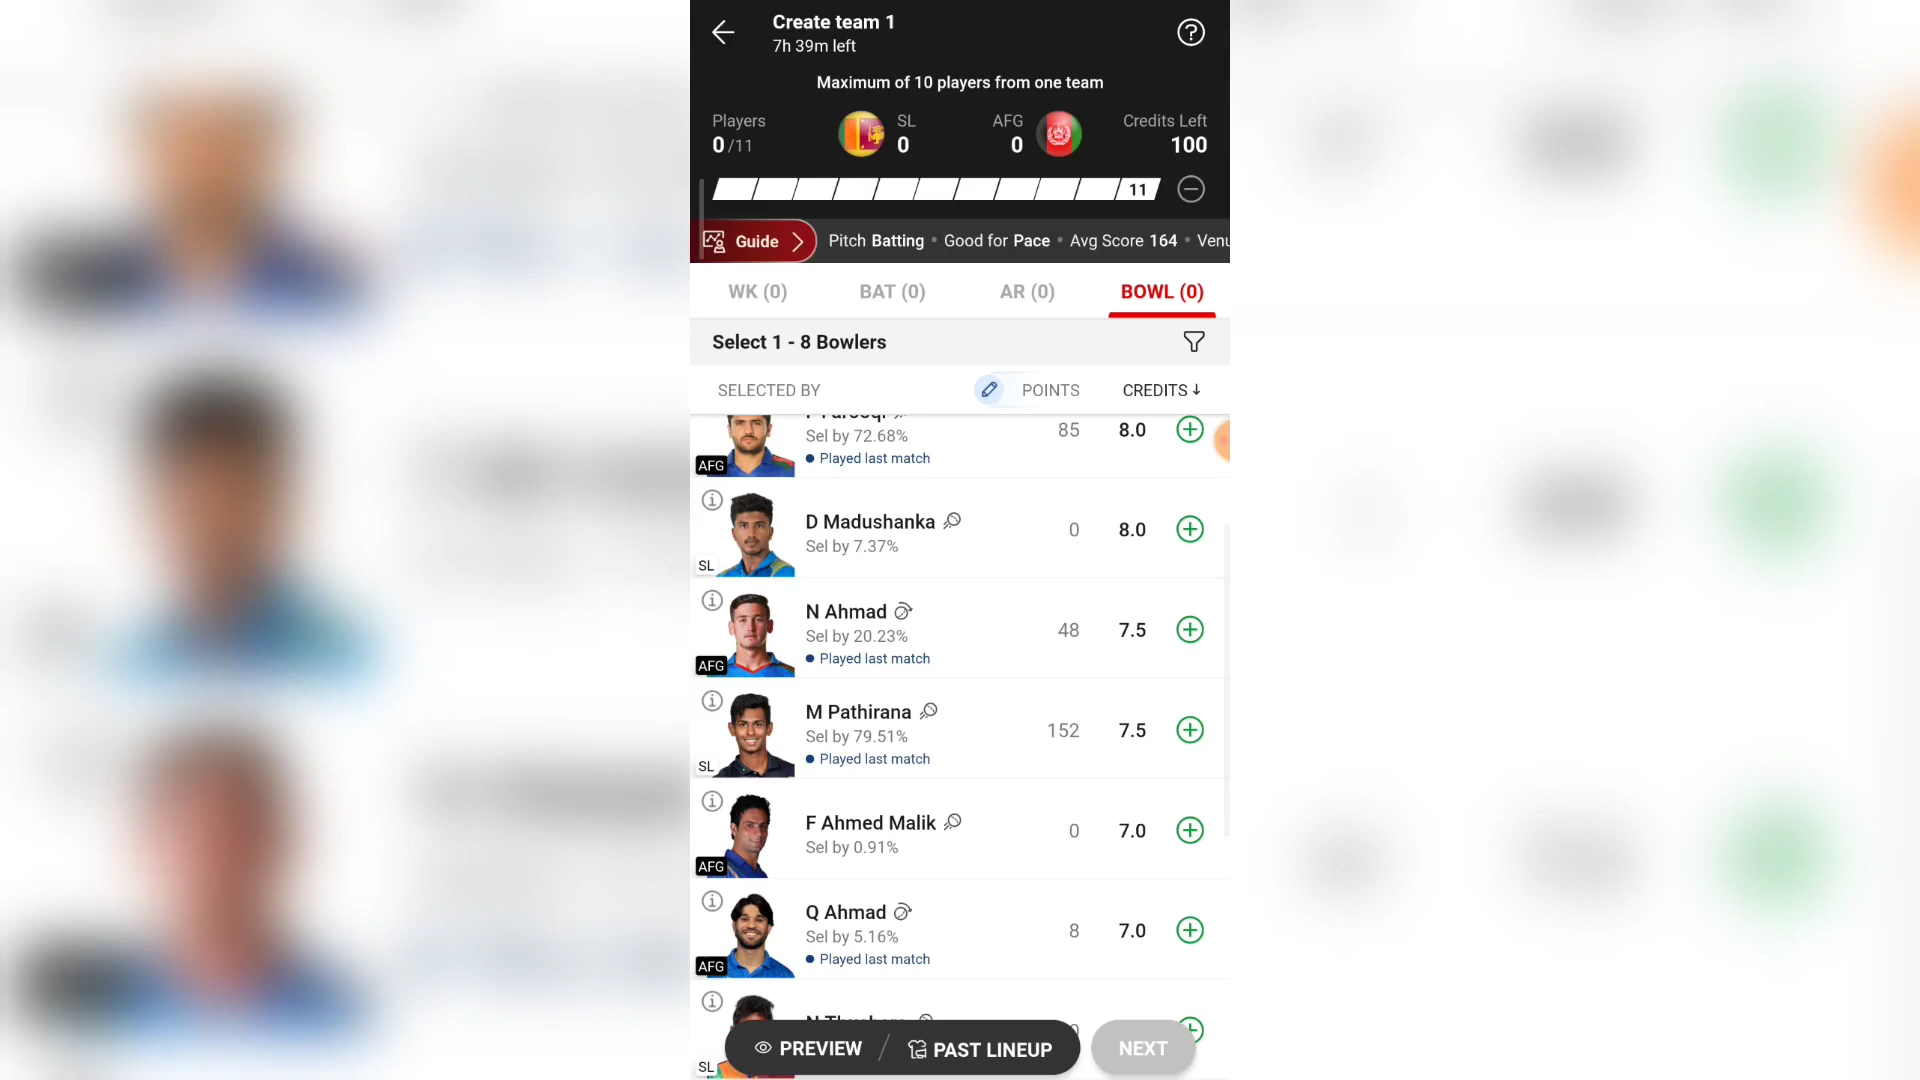 Create team 1
7h 39m left
Maximum of 10 players from one team
Players SL AFG Credits Left
0 /11 0 0 100
11
Guide Pitch Batting • Good for Pace • Avg Score 164 • Venu
WK (0) BAT (0) AR (0) BOWL (0)
Select 1 - 8 Bowlers
SELECTED BY POINTS CREDITS
Sel by 72.68% 85 8.0
AFG Played last match
D Madushanka 0 8.0
Sel by 7.37%
SL
N Ahmad 48 7.5
Sel by 20.23%
AFG Played last match
M Pathirana 152 7.5
Sel by 79.51%
SL Played last match
F Ahmed Malik 0 7.0
Sel by 0.91%
AFG
Q Ahmad 8 7.0
Sel by 5.16%
AFG Played last match
PREVIEW / PAST LINEUP NEXT
SL